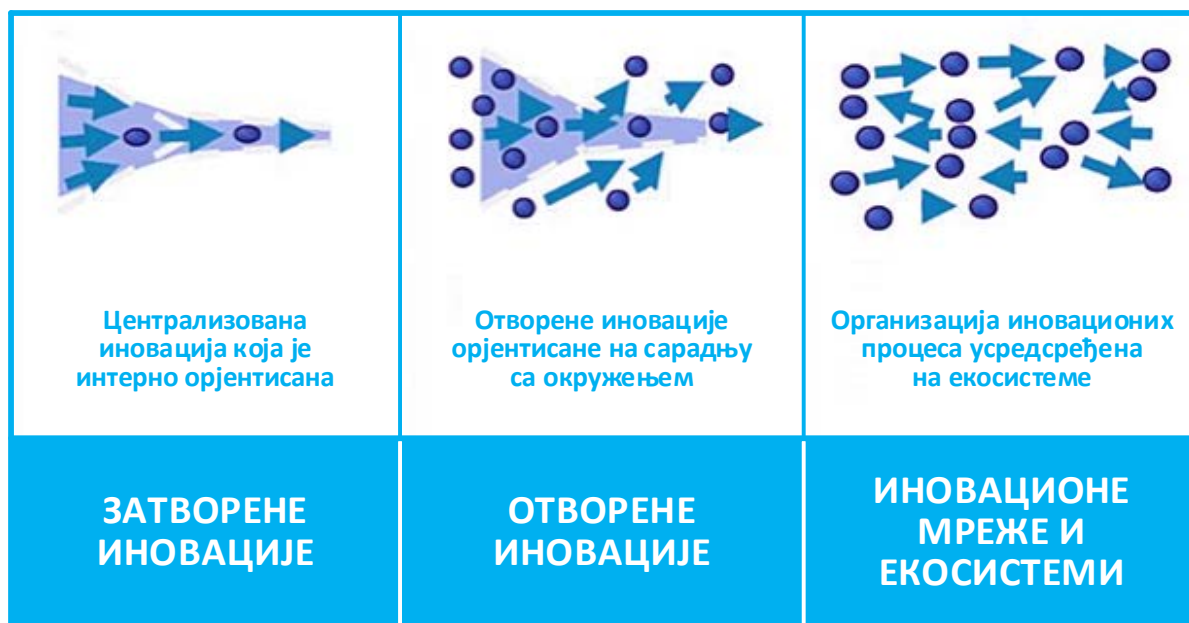 Централизована
иновација која је
интерно орјентисана
Отворене иновације
орјентисане на сарадњу
са окружењем
Организација иновационих
процеса усредсређена
на екосистеме
ЗАТВОРЕНЕ
ИНОВАЦИЈЕ
ОТВОРЕНЕ
ИНОВАЦИЈЕ
ИНОВАЦИОНЕ
МРЕЖЕ И
ЕКОСИСТЕМИ